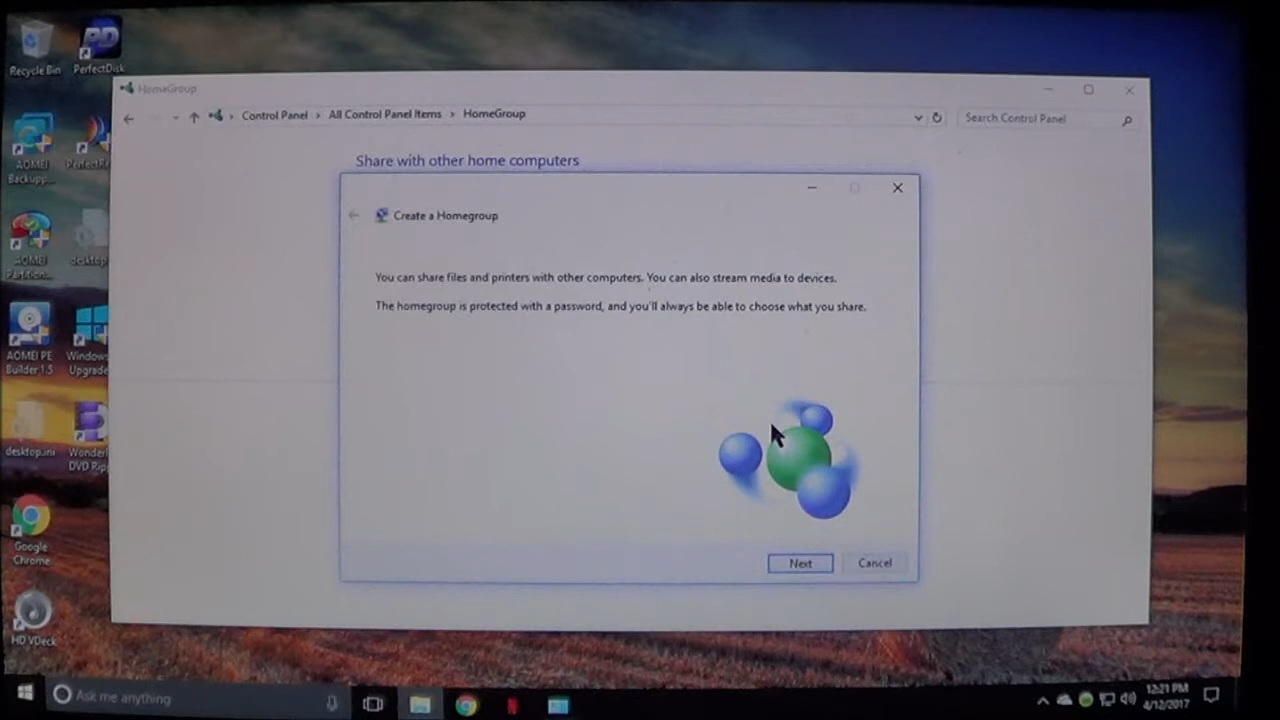 Recycle Bin
PerfectDisk
HomeGroup
Control Panel > All Control Panel Items > HomeGroup
Search Control Panel
AOMEI
Backupp...
Share with other home computers
Create a Homegroup
AOMEI
Partition...
desktop
You can share files and printers with other computers. You can also stream media to devices.
The homegroup is protected with a password, and you'll always be able to choose what you share.
AOMEI PE
Builder 1.5
Windows
Upgrade
desktop.ini
DVD Rip
Google
Chrome
Next
Cancel
HD VDeck
Ask me anything
12:21 PM
4/12/2017